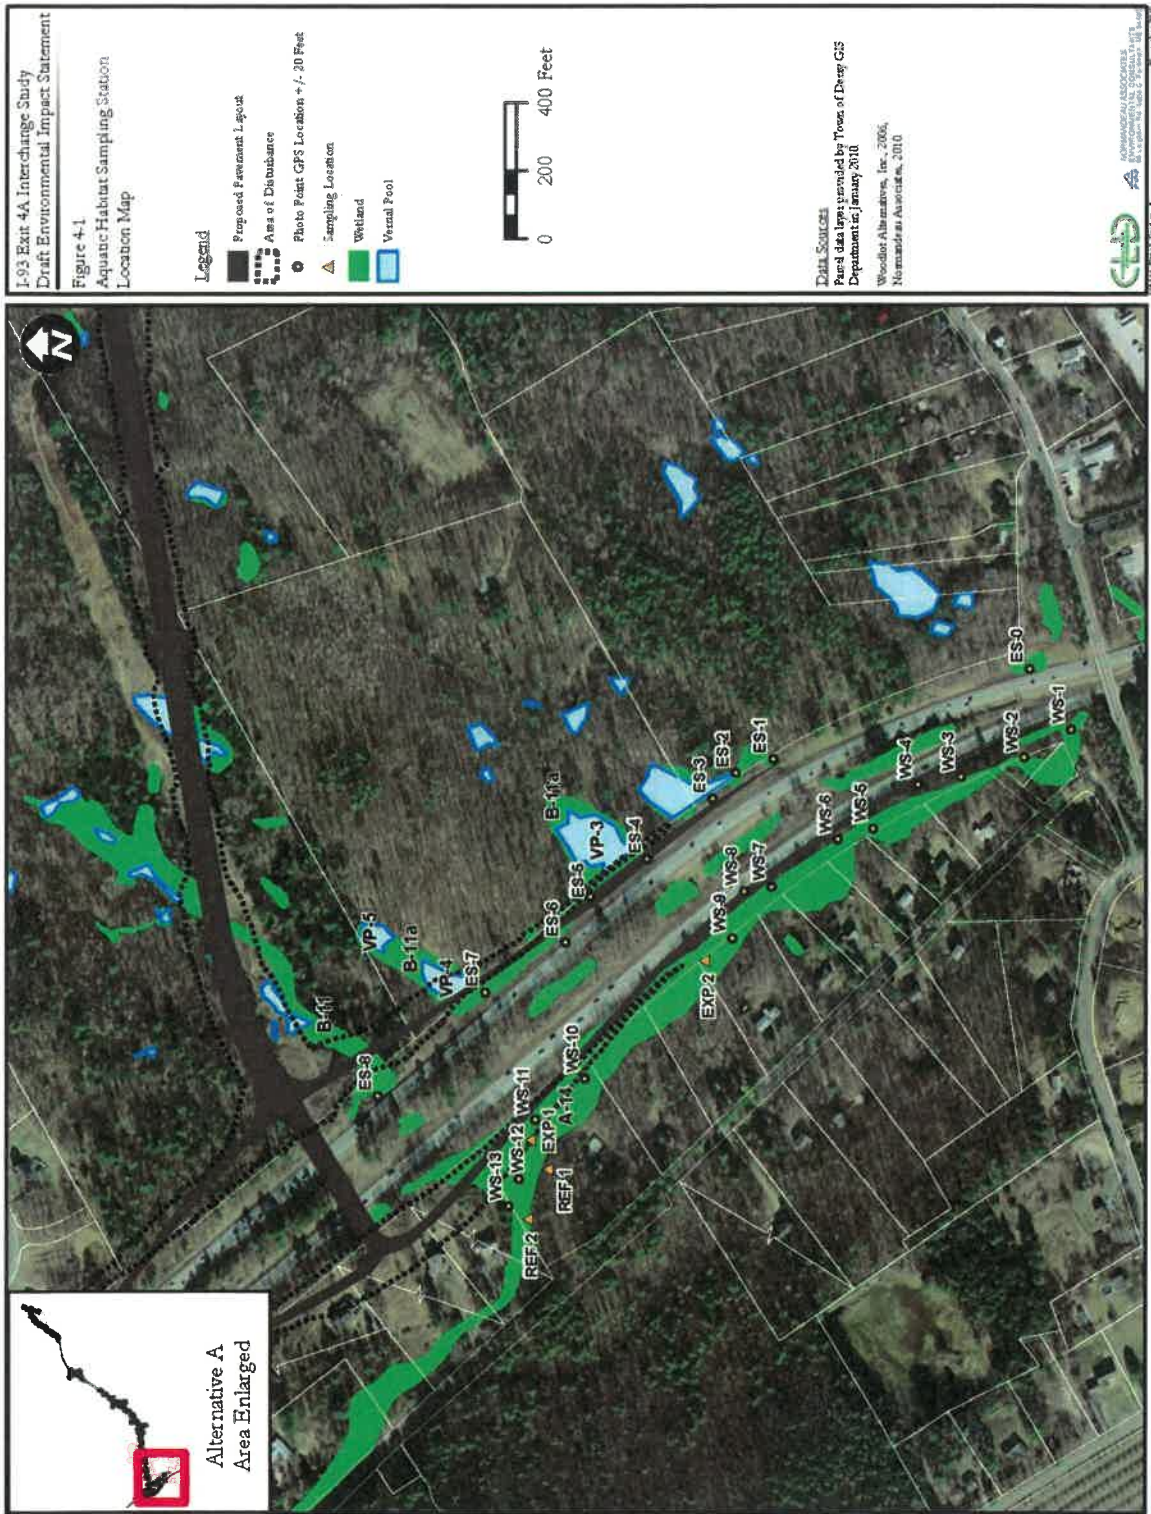 I-93 Exit 4A Interchange Study
Draft Environmental Impact Statement
Figure 4-1
Aquatic Habitat Sampling Station
Location Map
Legend
Proposed Pavement Layout
Area of Disturbance
Photo Point GPS Location +/- 20 Feet
Sampling Location
Wetland
Vernal Pool
0 200 400 Feet
Data Sources:
Parcel data layer provided by Town of Derry GIS
Department in January 2010.
Woodlot Alternatives, Inc., 2006,
Normandeau Associates, 2010
CLD
NORMANDEAU ASSOCIATES
ENVIRONMENTAL CONSULTANTS
N
Alternative A
Area Enlarged
B-11
ES-8
VP-5
B-11a
VP-4
ES-7
ES-6
ES-5
B-11a
VP-3
ES-4
ES-3
ES-2
ES-1
ES-0
WS-13
WS-12
WS-11
EXP 1
REF 1
REF 2
A-14
WS-10
EXP 2
WS-9
WS-8
WS-7
WS-6
WS-5
WS-4
WS-3
WS-2
WS-1